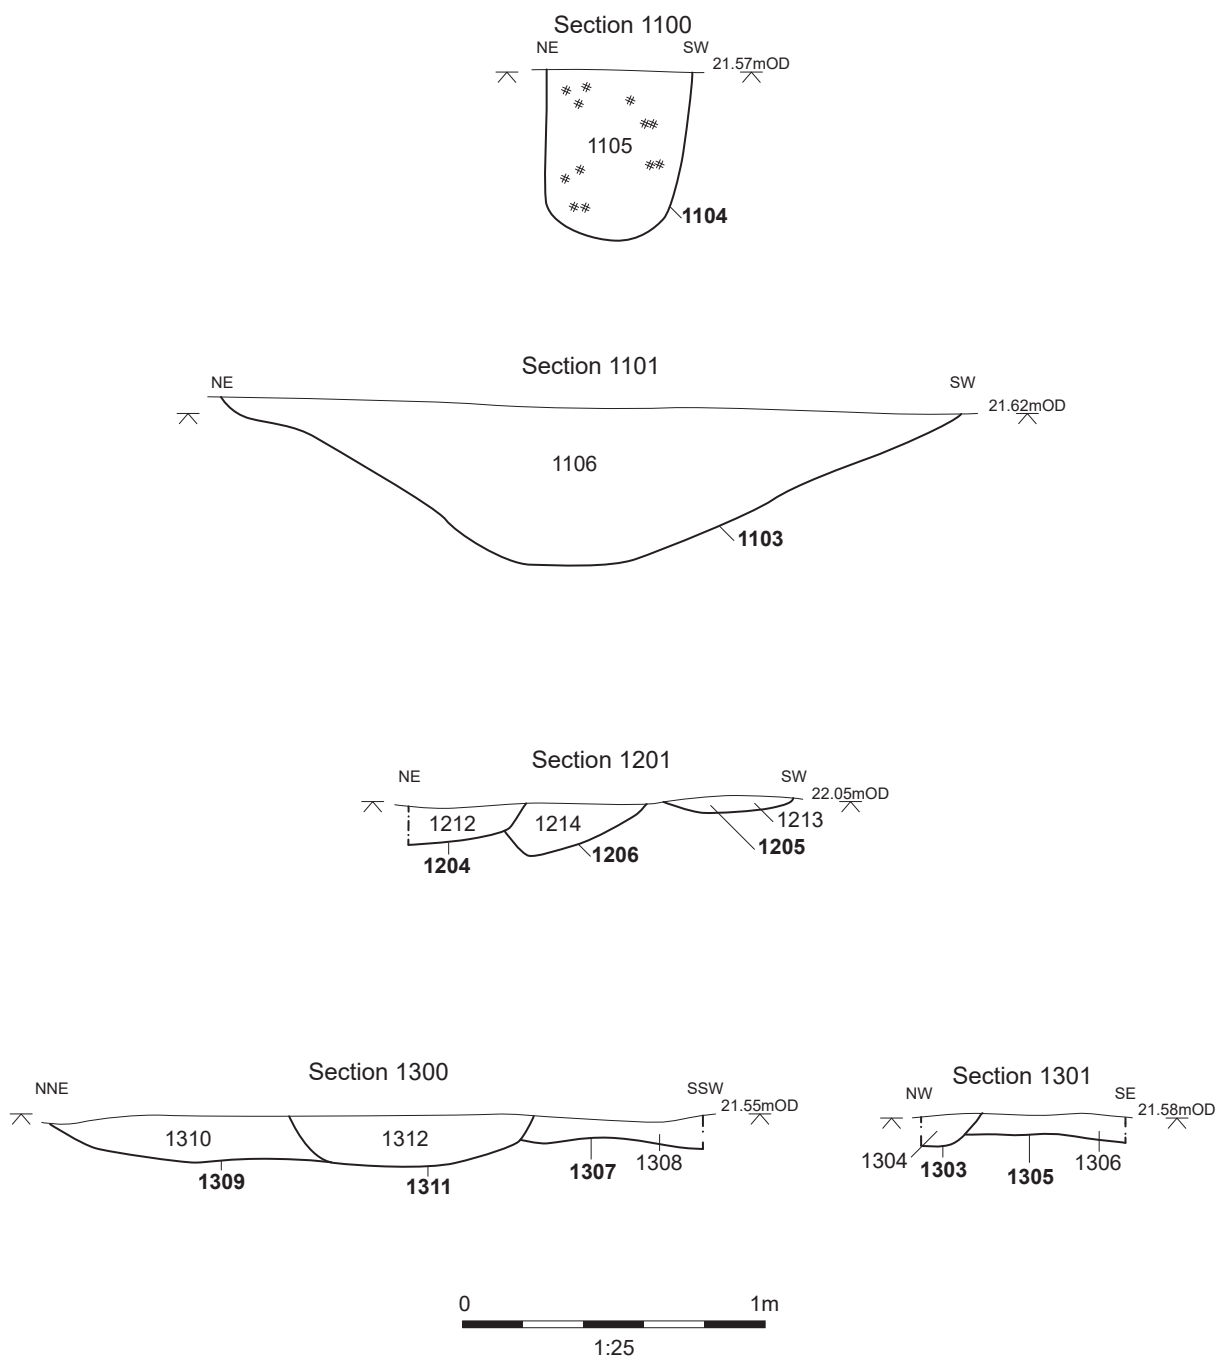 Section 1100
NE SW
21.57mOD
1105
1104
Section 1101
NE SW
21.62mOD
1106
1103
Section 1201
NE SW
22.05mOD
1212 1214 1213
1204 1206 1205
Section 1300
NNE SSW
21.55mOD
1310 1312 1308
1309 1311 1307
Section 1301
NW SE
21.58mOD
1304 1306
1303 1305
0 1m
1:25